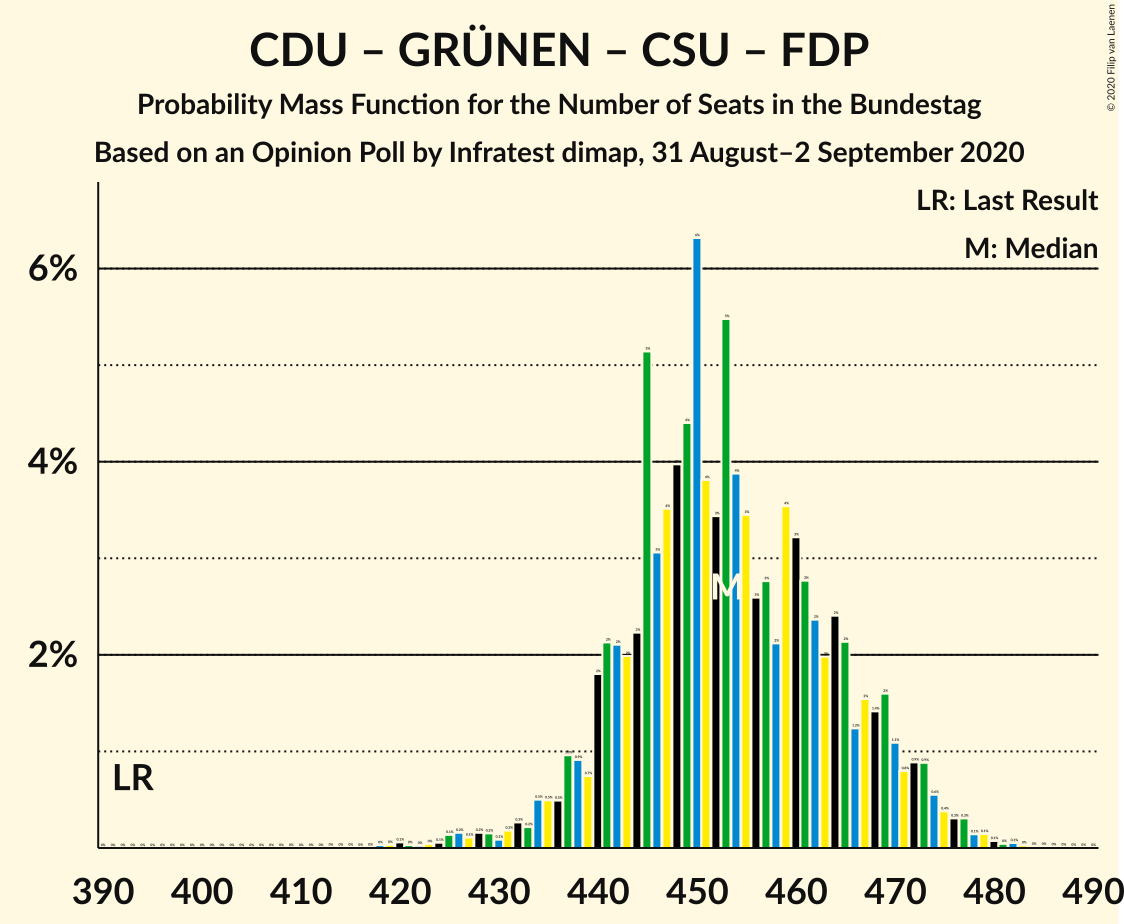 CDU – GRÜNEN – CSU – FDP
Probability Mass Function for the Number of Seats in the Bundestag
Based on an Opinion Poll by Infratest dimap, 31 August–2 September 2020
© 2020 Filip van Laenen
LR: Last Result
M: Median
6%
4%
2%
M
LR
390 400 410 420 430 440 450 460 470 480 490